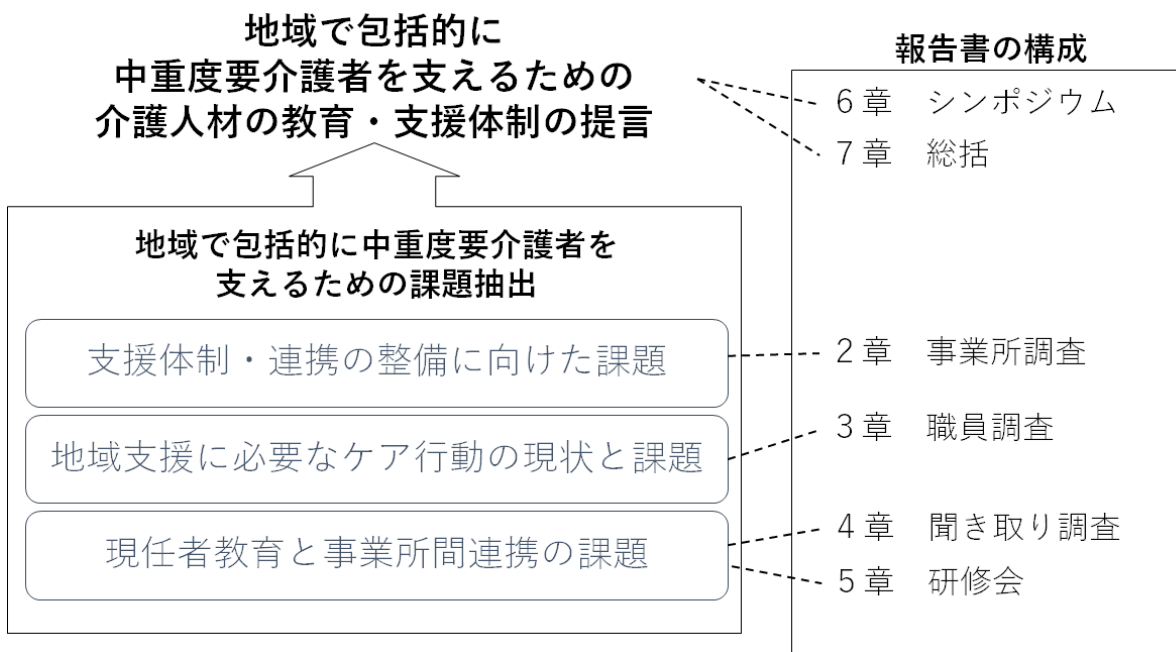 地域で包括的に
中重度要介護者を支えるための
介護人材の教育・支援体制の提言
地域で包括的に中重度要介護者を
支えるための課題抽出
支援体制・連携の整備に向けた課題
地域支援に必要なケア行動の現状と課題
現任者教育と事業所間連携の課題
報告書の構成
6章 シンポジウム
7章 総括
2章 事業所調査
3章 職員調査
4章 聞き取り調査
5章 研修会